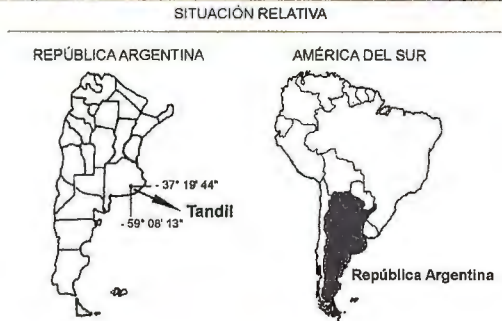 SITUACIÓN RELATIVA
REPÚBLICA ARGENTINA
AMÉRICA DEL SUR
- 37° 19' 44"
Tandil
- 59° 08' 13"
República Argentina